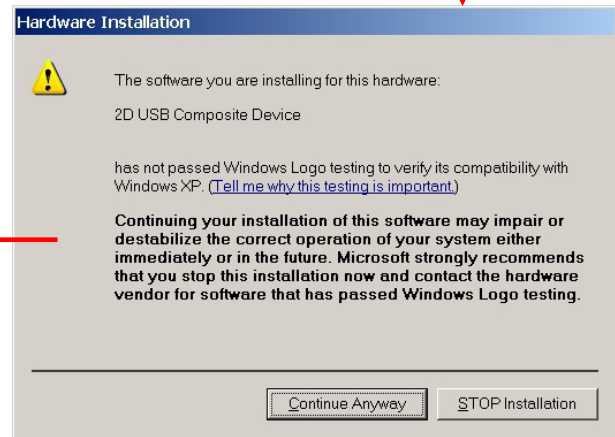 Hardware Installation
The software you are installing for this hardware:
2D USB Composite Device
has not passed Windows Logo testing to verify its compatibility with
Windows XP. (Tell me why this testing is important.)
Continuing your installation of this software may impair or
destabilize the correct operation of your system either
immediately or in the future. Microsoft strongly recommends
that you stop this installation now and contact the hardware
vendor for software that has passed Windows Logo testing.
Continue Anyway
STOP Installation